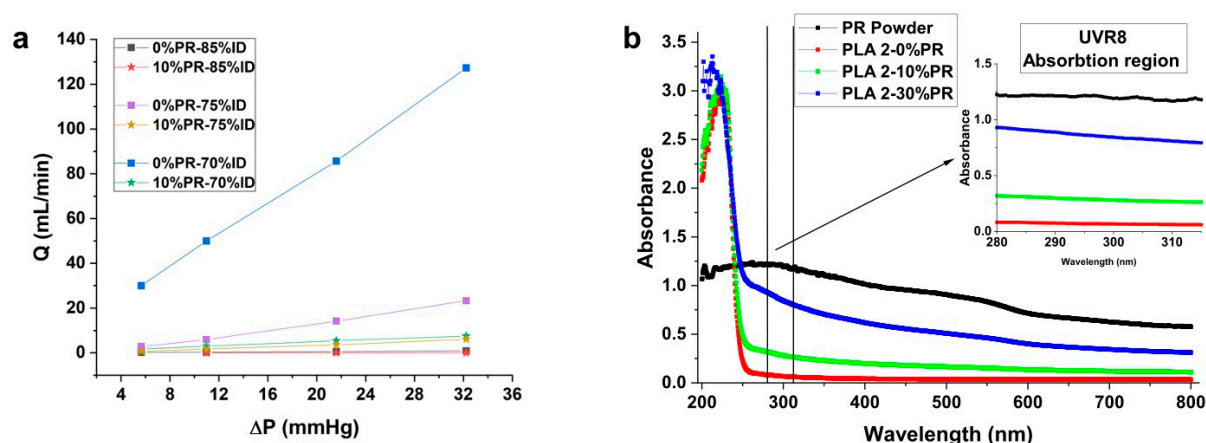 a
140
120
100
80
60
40
20
0
Q (mL/min)
4 8 12 16 20 24 28 32 36
ΔP (mmHg)
0%PR-85%ID
10%PR-85%ID
0%PR-75%ID
10%PR-75%ID
0%PR-70%ID
10%PR-70%ID
b
3.5
3.0
2.5
2.0
1.5
1.0
0.5
0.0
Absorbance
200 300 400 500 600 700 800
Wavelength (nm)
PR Powder
PLA 2-0%PR
PLA 2-10%PR
PLA 2-30%PR
UVR8
Absorbtion region
1.5
1.0
0.5
0.0
Absorbance
280 290 300 310
Wavelength (nm)